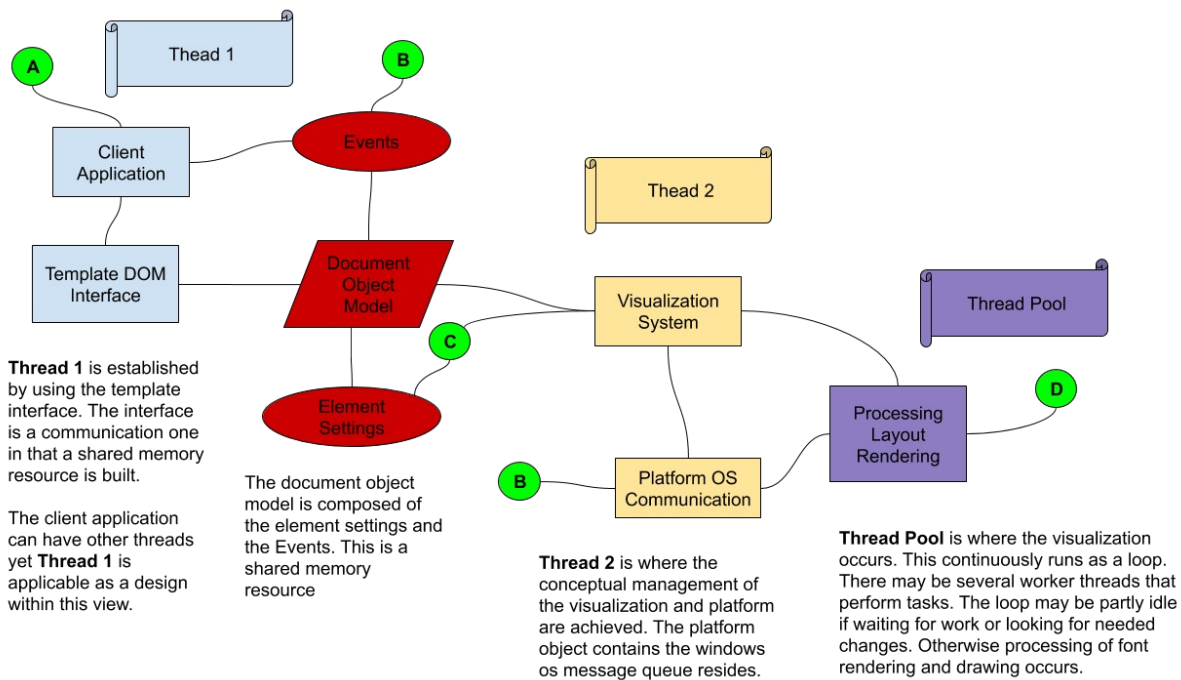 Thead 1
A
B
Client
Application
Events
Thead 2
Template DOM
Interface
Document
Object
Model
Visualization
System
Thread Pool
C
Thread 1 is established
by using the template
interface. The interface
is a communication one
in that a shared memory
resource is built.
The client application
can have other threads
yet Thread 1 is
applicable as a design
within this view.
Element
Settings
The document object
model is composed of
the element settings and
the Events. This is a
shared memory
resource
Processing
Layout
Rendering
D
B
Platform OS
Communication
Thread 2 is where the
conceptual management of
the visualization and platform
are achieved. The platform
object contains the windows
os message queue resides.
Thread Pool is where the visualization
occurs. This continuously runs as a loop.
There may be several worker threads that
perform tasks. The loop may be partly idle
if waiting for work or looking for needed
changes. Otherwise processing of font
rendering and drawing occurs.